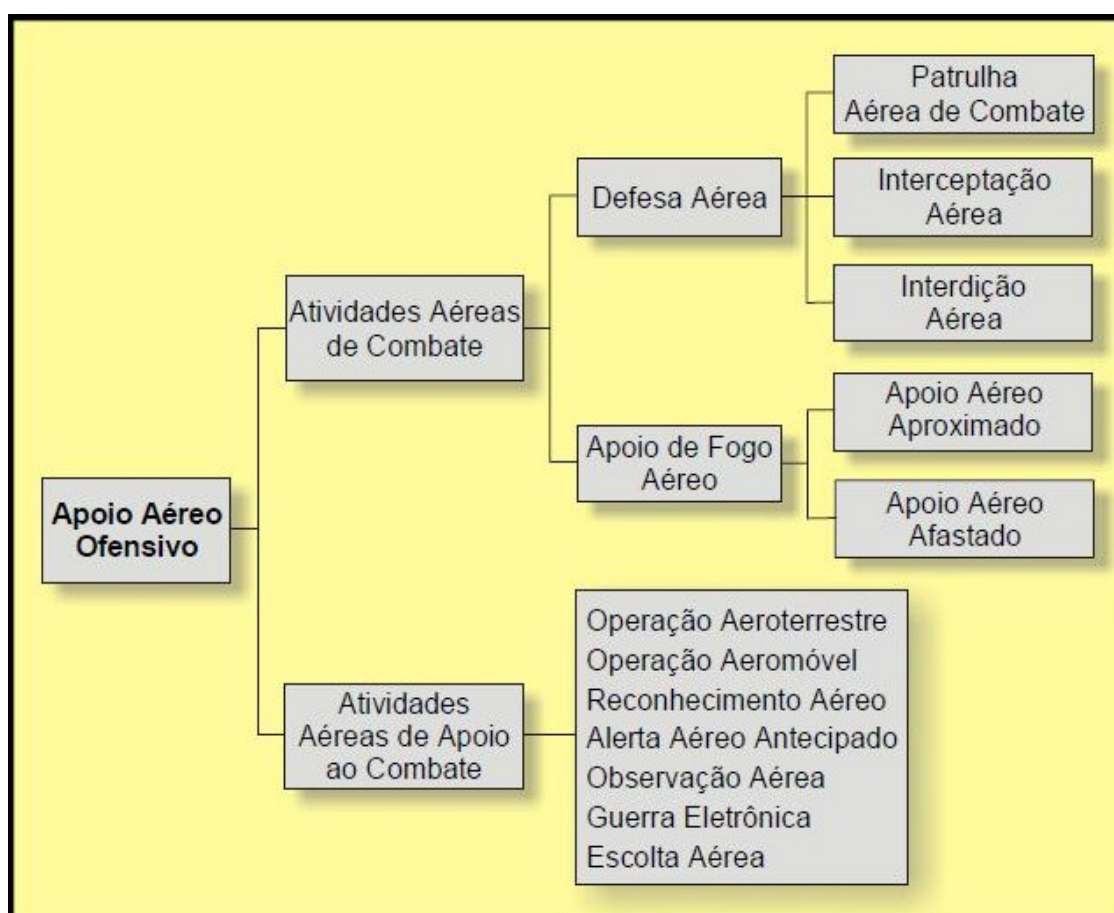 Apoio Aéreo
Ofensivo
Atividades Aéreas
de Combate
Defesa Aérea
Patrulha
Aérea de Combate
Interceptação
Aérea
Interdição
Aérea
Apoio de Fogo
Aéreo
Apoio Aéreo
Aproximado
Apoio Aéreo
Afastado
Atividades
Aéreas de Apoio
ao Combate
Operação Aeroterrestre
Operação Aeromóvel
Reconhecimento Aéreo
Alerta Aéreo Antecipado
Observação Aérea
Guerra Eletrônica
Escolta Aérea